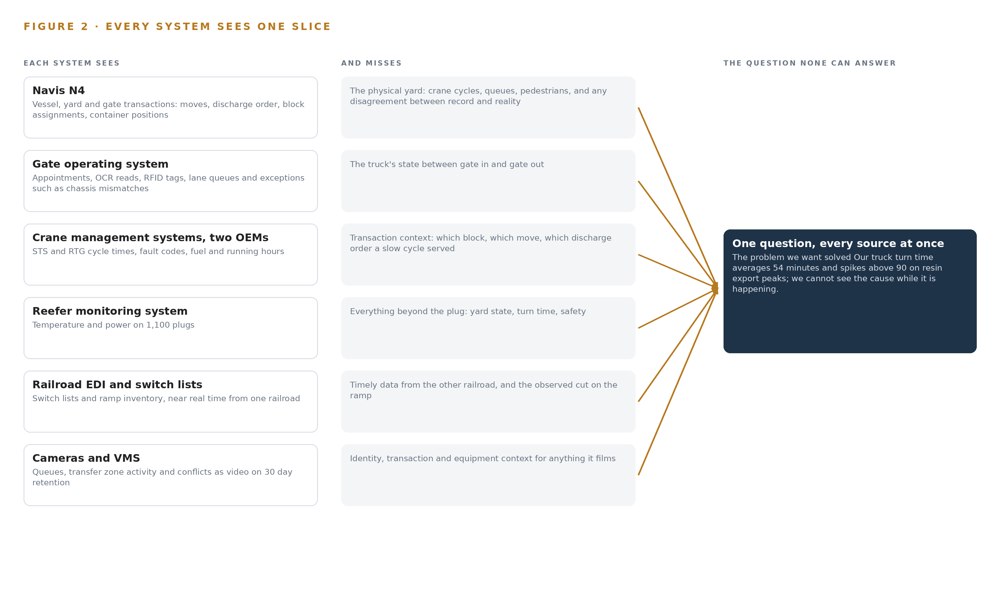 FIGURE 2 · EVERY SYSTEM SEES ONE SLICE
EACH SYSTEM SEES
AND MISSES
THE QUESTION NONE CAN ANSWER
Navis N4
Vessel, yard and gate transactions: moves, discharge order, block
assignments, container positions
The physical yard: crane cycles, queues, pedestrians, and any
disagreement between record and reality
Gate operating system
Appointments, OCR reads, RFID tags, lane queues and exceptions
such as chassis mismatches
The truck's state between gate in and gate out
Crane management systems, two OEMs
STS and RTG cycle times, fault codes, fuel and running hours
Transaction context: which block, which move, which discharge
order a slow cycle served
Reefer monitoring system
Temperature and power on 1,100 plugs
Everything beyond the plug: yard state, turn time, safety
Railroad EDI and switch lists
Switch lists and ramp inventory, near real time from one railroad
Timely data from the other railroad, and the observed cut on the
ramp
Cameras and VMS
Queues, transfer zone activity and conflicts as video on 30 day
retention
Identity, transaction and equipment context for anything it films
One question, every source at once
The problem we want solved Our truck turn time
averages 54 minutes and spikes above 90 on resin
export peaks; we cannot see the cause while it is
happening.